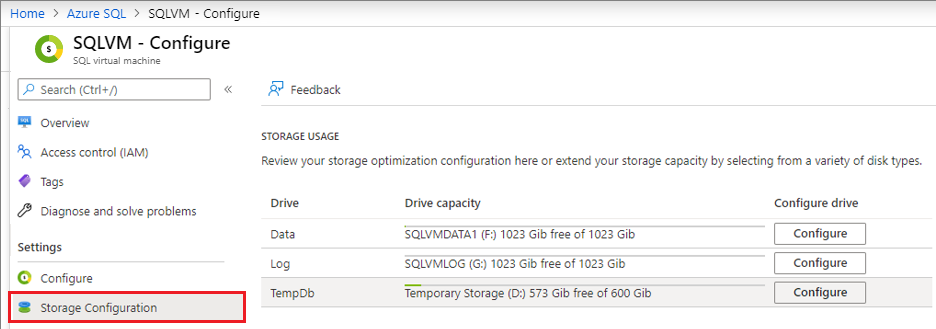 Home > Azure SQL > SQLVM - Configure
SQLVM - Configure
SQL virtual machine
Search (Ctrl+/)
«
Overview
Access control (IAM)
Tags
Diagnose and solve problems
Settings
Configure
Storage Configuration
Feedback
STORAGE USAGE
Review your storage optimization configuration here or extend your storage capacity by selecting from a variety of disk types.
Drive Drive capacity Configure drive
Data SQLVMDATA1 (F:) 1023 Gib free of 1023 Gib Configure
Log SQLVMLOG (G:) 1023 Gib free of 1023 Gib Configure
TempDb Temporary Storage (D:) 573 Gib free of 600 Gib Configure